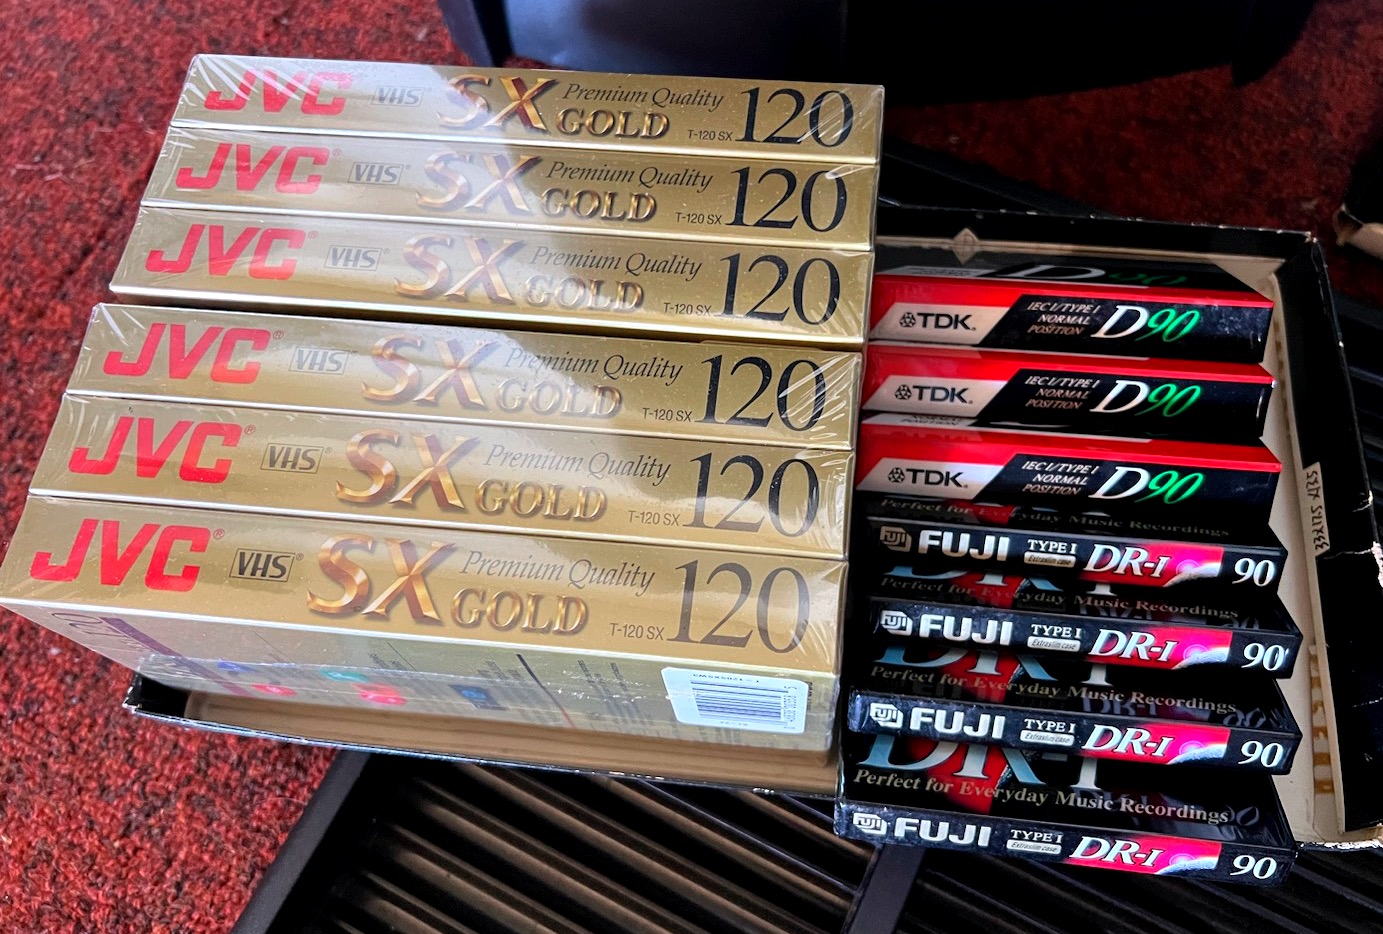 JVC VHS SX GOLD Premium Quality T-120 SX 120
JVC VHS SX GOLD Premium Quality T-120 SX 120
JVC VHS SX GOLD Premium Quality T-120 SX 120
JVC VHS SX GOLD Premium Quality T-120 SX 120
JVC VHS SX GOLD Premium Quality T-120 SX 120
JVC VHS SX GOLD Premium Quality T-120 SX 120
D90
TDK IEC I/TYPE I NORMAL POSITION D90
TDK IEC I/TYPE I NORMAL POSITION D90
TDK IEC I/TYPE I NORMAL POSITION D90
Perfect for Everyday Music Recordings
FUJI TYPE I Extraslim case DR-I 90
Perfect for Everyday Music Recordings
FUJI TYPE I Extraslim case DR-I 90
Perfect for Everyday Music Recordings
FUJI TYPE I Extraslim case DR-I 90
DR-I
Perfect for Everyday Music Recordings
FUJI TYPE I Extraslim case DR-I 90